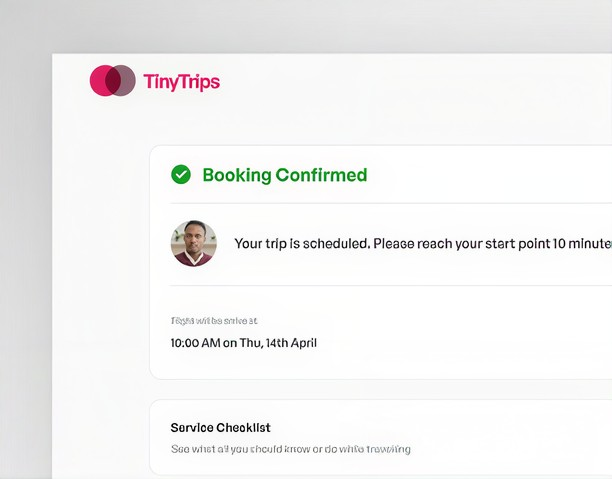 TinyTrips
Booking Confirmed
Your trip is scheduled. Please reach your start point 10 minute
10:00 AM on Thu, 14th April
Service Checklist
See what all you should know or do while travelling